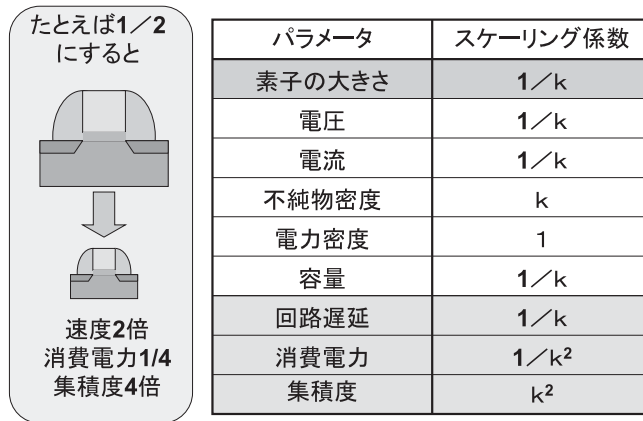 たとえば1／2
にすると
速度2倍
消費電力1/4
集積度4倍
パラメータ スケーリング係数
素子の大きさ 1／k
電圧 1／k
電流 1／k
不純物密度 k
電力密度 1
容量 1／k
回路遅延 1／k
消費電力 1／k²
集積度 k²